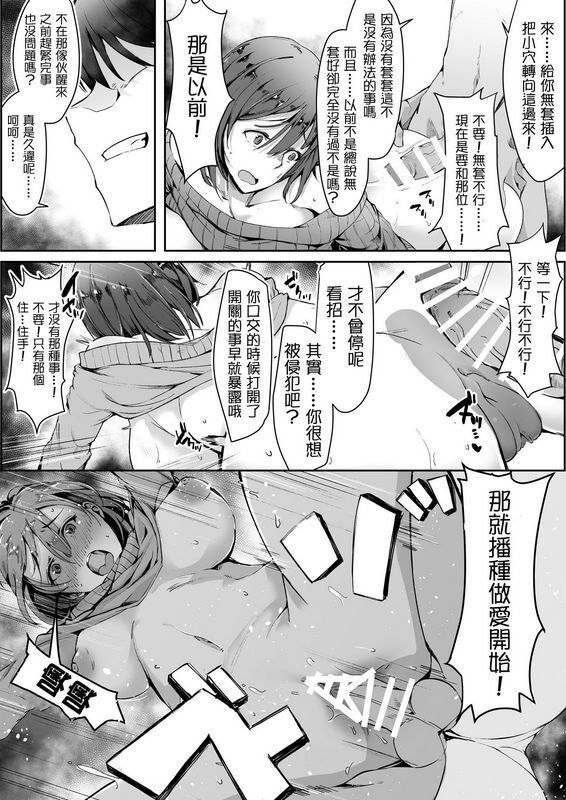 來……給你無套插入
把小穴轉向這邊來！
不要！無套不行……
現在是要和那位……！
因為沒有套套這不
是沒有辦法的事嗎
而且……以前不是總說無
套好卻完全沒有過不是嗎？
那是以前！
不在那傢伙醒來
之前趕緊完事
也沒問題嗎？
真是久違呢……
呵呵……
等一下！
不行！不行不行！
才不會停呢
看招……
其實……你很想
被侵犯吧？
你口交的時候打開了
開關的事早就暴露哦
才沒有那種事…！
不要！只有那個
住…住手！
那就播種做愛開始！
噢噢